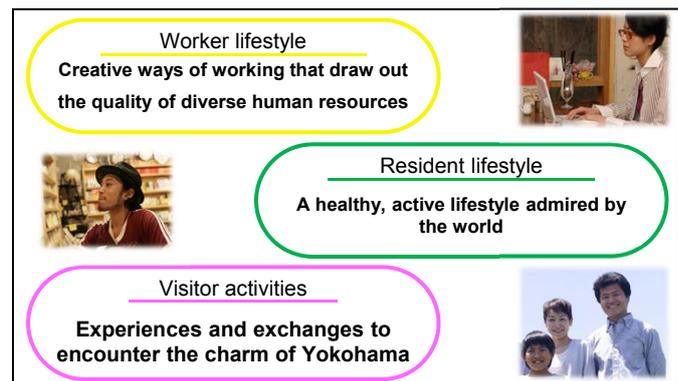 Worker lifestyle
Creative ways of working that draw out
the quality of diverse human resources
Resident lifestyle
A healthy, active lifestyle admired by
the world
Visitor activities
Experiences and exchanges to
encounter the charm of Yokohama